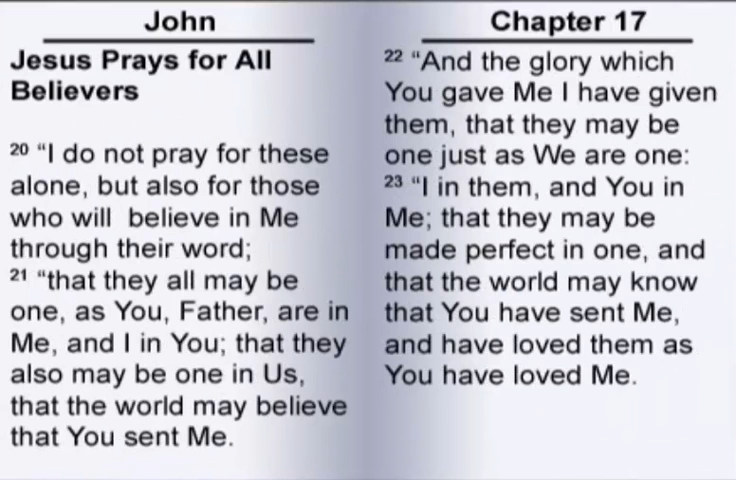 John
Jesus Prays for All
Believers
20 “I do not pray for these
alone, but also for those
who will believe in Me
through their word;
21 “that they all may be
one, as You, Father, are in
Me, and I in You; that they
also may be one in Us,
that the world may believe
that You sent Me.
Chapter 17
22 “And the glory which
You gave Me I have given
them, that they may be
one just as We are one:
23 “I in them, and You in
Me; that they may be
made perfect in one, and
that the world may know
that You have sent Me,
and have loved them as
You have loved Me.